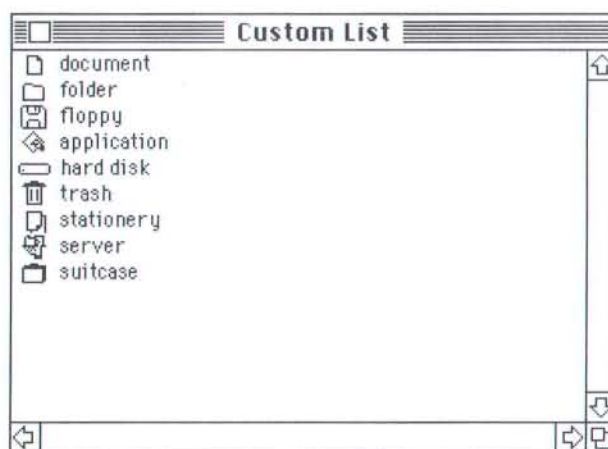 Custom List
document
folder
floppy
application
hard disk
trash
stationery
server
suitcase